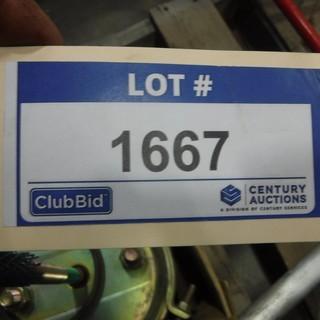 LOT #
1667
ClubBid
CENTURY
AUCTIONS
A DIVISION OF CENTURY SERVICES